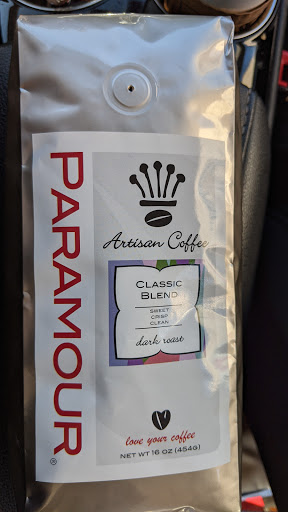 PARAMOUR®
Artisan Coffee
CLASSIC
BLEND
SWEET
CRISP
CLEAN
dark roast
love your coffee
NET WT 16 OZ (454G)